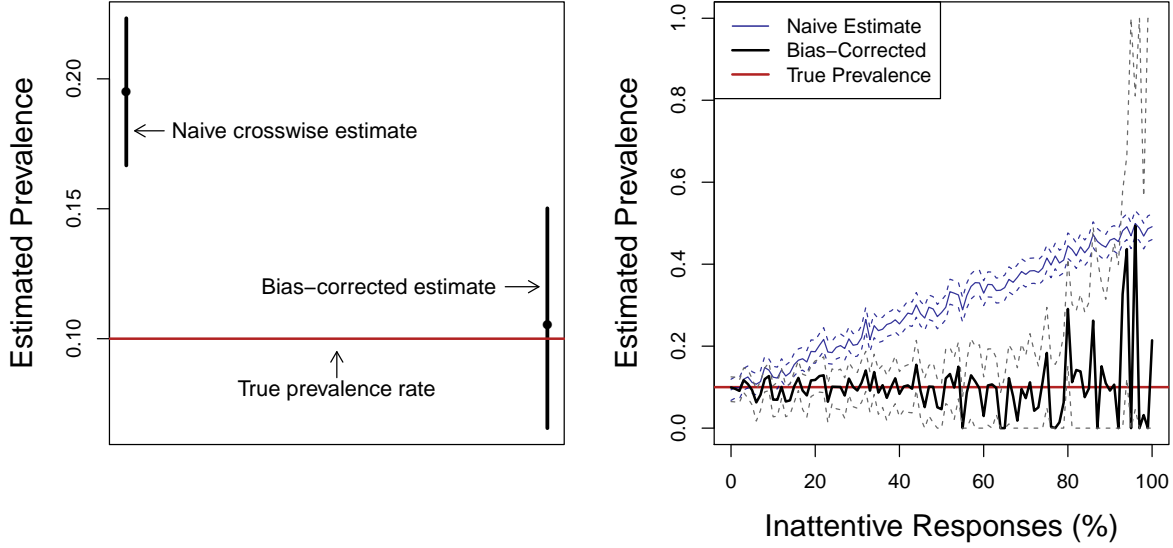 Estimated Prevalence
0.20
0.15
0.10
Naive crosswise estimate
Bias−corrected estimate
True prevalence rate
Estimated Prevalence
1.0
0.8
0.6
0.4
0.2
0.0
Naive Estimate
Bias−Corrected
True Prevalence
0 20 40 60 80 100
Inattentive Responses (%)